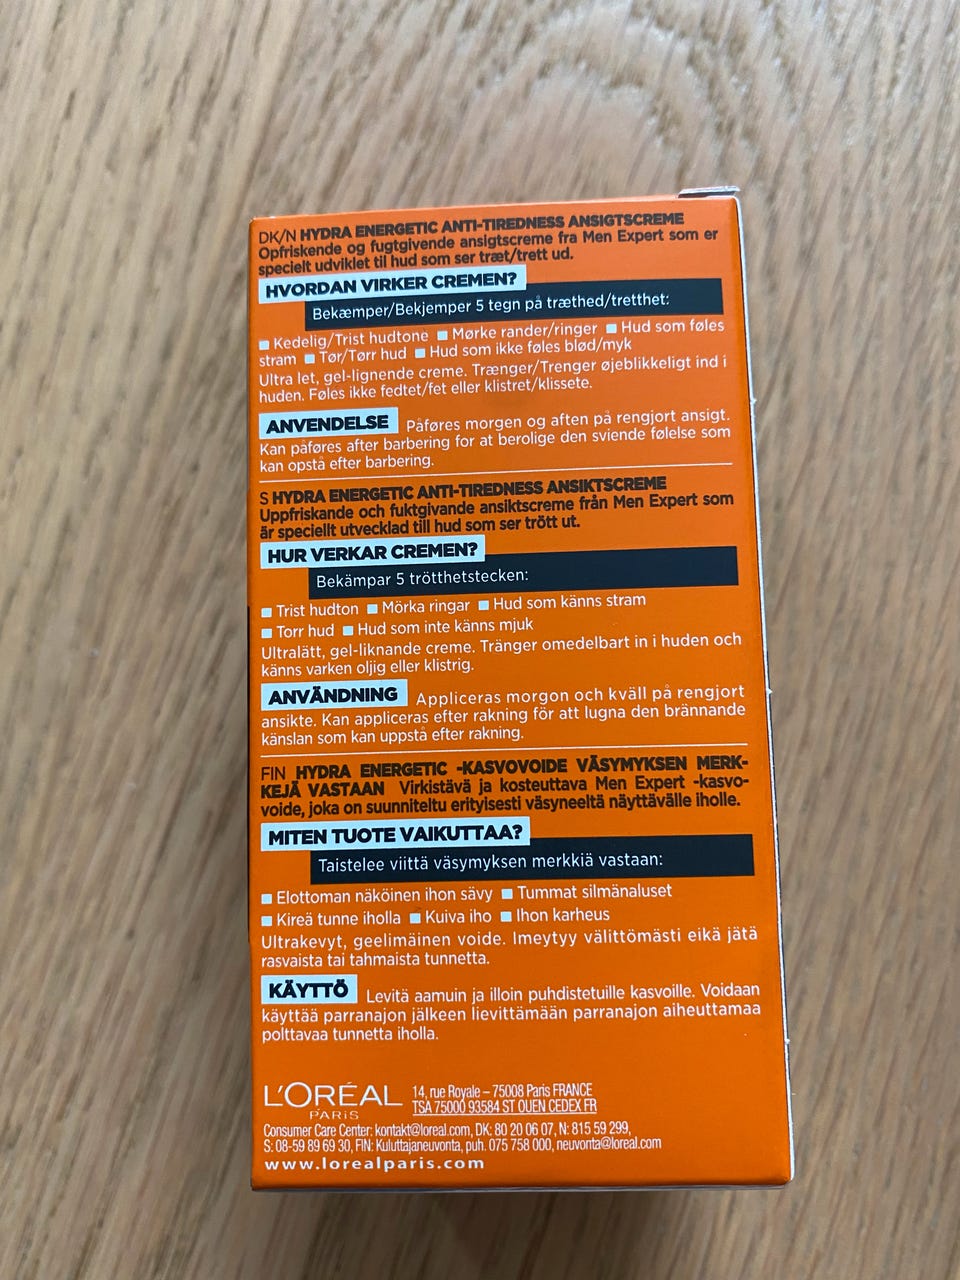 DK/N HYDRA ENERGETIC ANTI-TIREDNESS ANSIGTSCREME
Opfriskende og fugtgivende ansigtscreme fra Men Expert som er
specielt udviklet til hud som ser træt/trett ud.
HVORDAN VIRKER CREMEN?
Bekæmper/Bekjemper 5 tegn på træthed/tretthet:
■ Kedelig/Trist hudtone ■ Mørke rander/ringer ■ Hud som føles
stram ■ Tør/Tørr hud ■ Hud som ikke føles blød/myk
Ultra let, gel-lignende creme. Trænger/Trenger øjeblikkeligt ind i
huden. Føles ikke fedtet/fet eller klistret/klissete.
ANVENDELSE Påføres morgen og aften på rengjort ansigt.
Kan påføres after barbering for at berolige den sviende følelse som
kan opstå efter barbering.
S HYDRA ENERGETIC ANTI-TIREDNESS ANSIKTSCREME
Uppfriskande och fuktgivande ansiktscreme från Men Expert som
är speciellt utvecklad till hud som ser trött ut.
HUR VERKAR CREMEN?
Bekämpar 5 trötthetstecken:
■ Trist hudton ■ Mörka ringar ■ Hud som känns stram
■ Torr hud ■ Hud som inte känns mjuk
Ultralätt, gel-liknande creme. Tränger omedelbart in i huden och
känns varken oljig eller klistrig.
ANVÄNDNING Appliceras morgon och kväll på rengjort
ansikte. Kan appliceras efter rakning för att lugna den brännande
känslan som kan uppstå efter rakning.
FIN HYDRA ENERGETIC -KASVOVOIDE VÄSYMYKSEN MERK-
KEJÄ VASTAAN Virkistävä ja kosteuttava Men Expert -kasvo-
voide, joka on suunniteltu erityisesti väsyneeltä näyttävälle iholle.
MITEN TUOTE VAIKUTTAA?
Taistelee viittä väsymyksen merkkiä vastaan:
■ Elottoman näköinen ihon sävy ■ Tummat silmänaluset
■ Kireä tunne iholla ■ Kuiva iho ■ Ihon karheus
Ultrakevyt, geelimäinen voide. Imeytyy välittömästi eikä jätä
rasvaista tai tahmaista tunnetta.
KÄYTTÖ Levitä aamuin ja illoin puhdistetuille kasvoille. Voidaan
käyttää parranajon jälkeen lievittämään parranajon aiheuttamaa
polttavaa tunnetta iholla.
L'ORÉAL
PARIS
14, rue Royale – 75008 Paris FRANCE
TSA 75000 93584 ST OUEN CEDEX FR
Consumer Care Center: kontakt@loreal.com, DK: 80 20 06 07, N: 815 59 299,
S: 08-59 89 69 30, FIN: Kuluttajaneuvonta, puh. 075 758 000, neuvonta@loreal.com
www.lorealparis.com